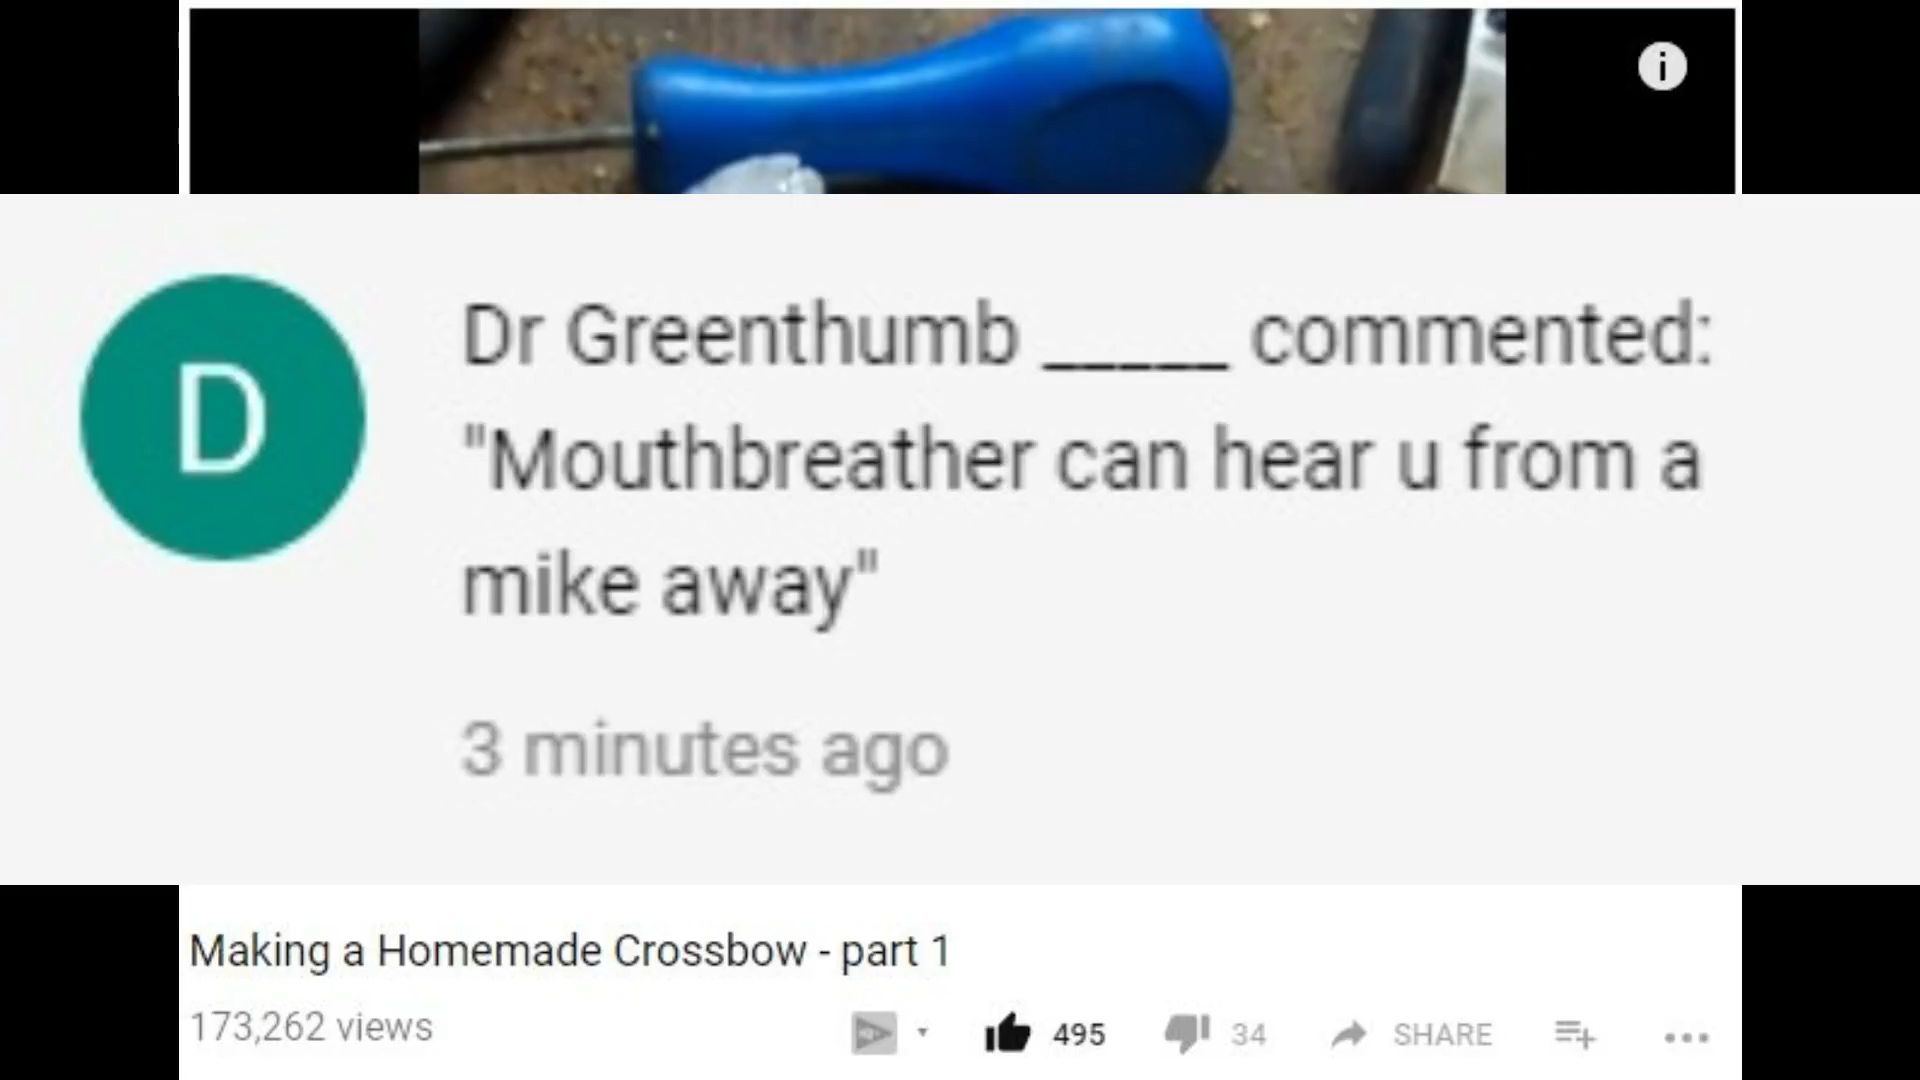 i
D
Dr Greenthumb _____ commented:
"Mouthbreather can hear u from a
mike away"
3 minutes ago
Making a Homemade Crossbow - part 1
173,262 views
495
34
SHARE